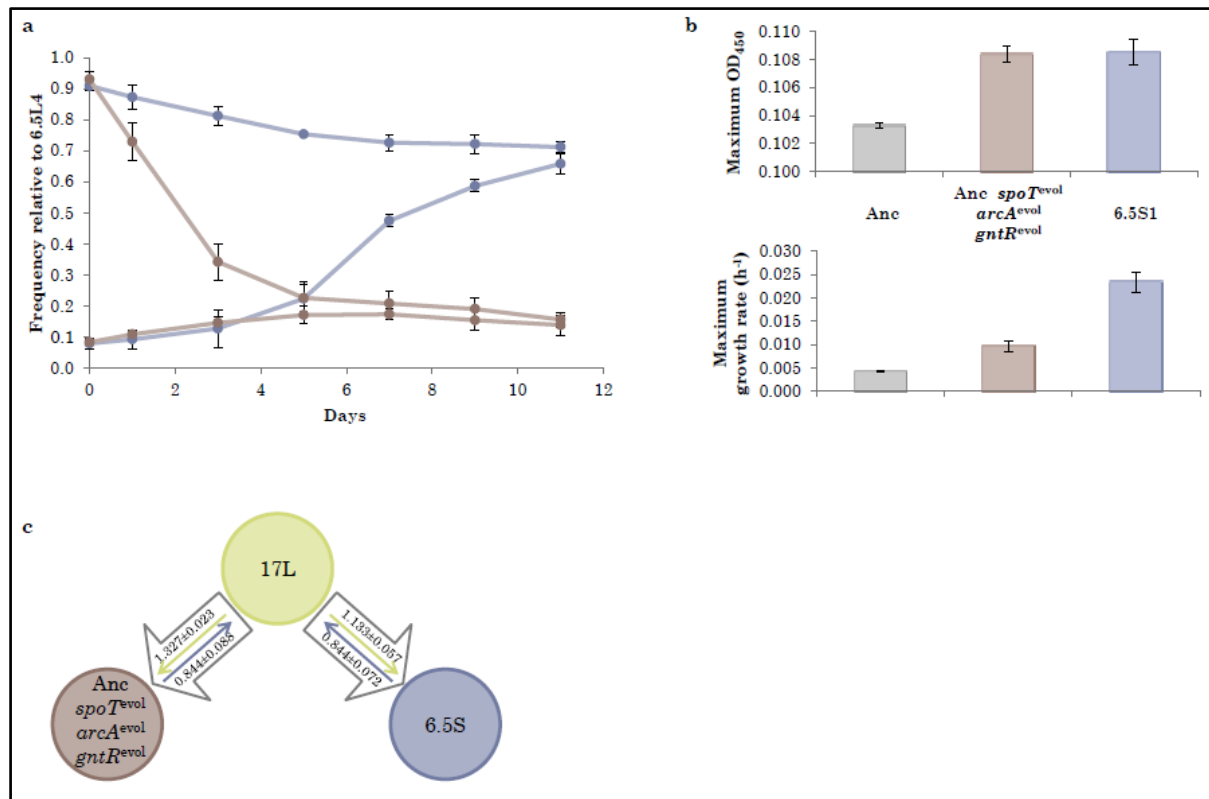 a
1.0
0.9
0.8
0.7
0.6
0.5
0.4
0.3
0.2
0.1
0.0
0 2 4 6 8 10 12
Days
Frequency relative to 6.5L4
b
0.110
0.108
0.106
0.104
0.102
0.100
Maximum OD450
Anc
Anc spoTevol
arcAevol
gntRevol
6.5S1
0.030
0.025
0.020
0.015
0.010
0.005
0.000
Maximum
growth rate (h-1)
c
17L
1.327±0.023
0.844±0.088
1.133±0.057
0.844±0.072
Anc
spoTevol
arcAevol
gntRevol
6.5S